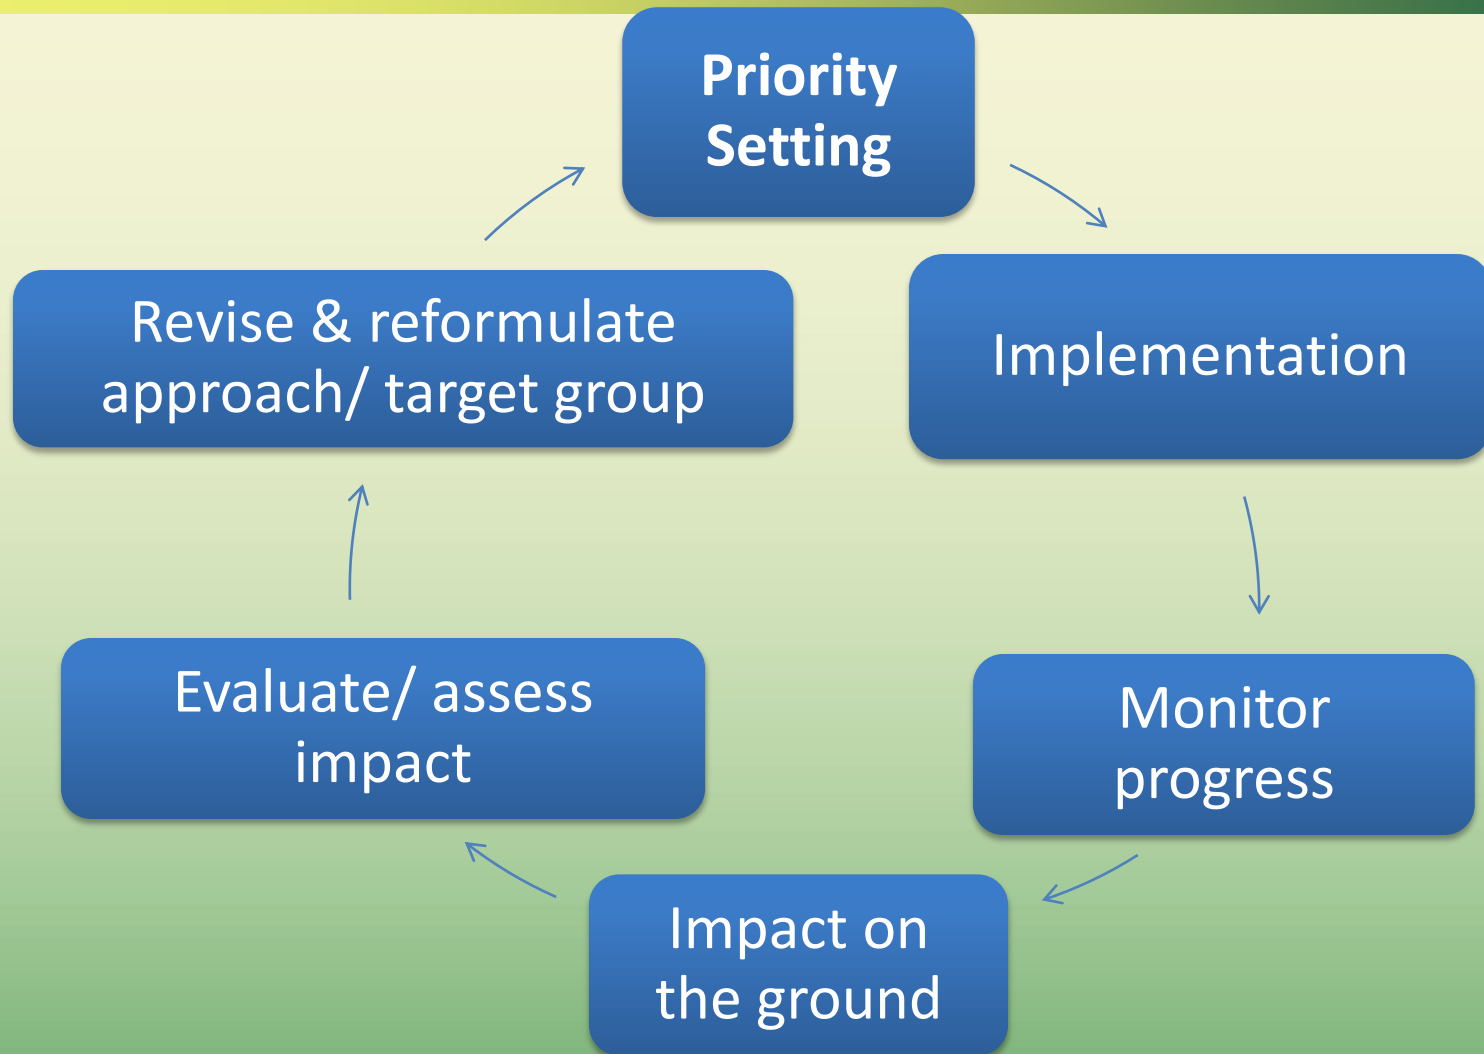 Priority
Setting
Implementation
Monitor
progress
Impact on
the ground
Evaluate/ assess
impact
Revise & reformulate
approach/ target group